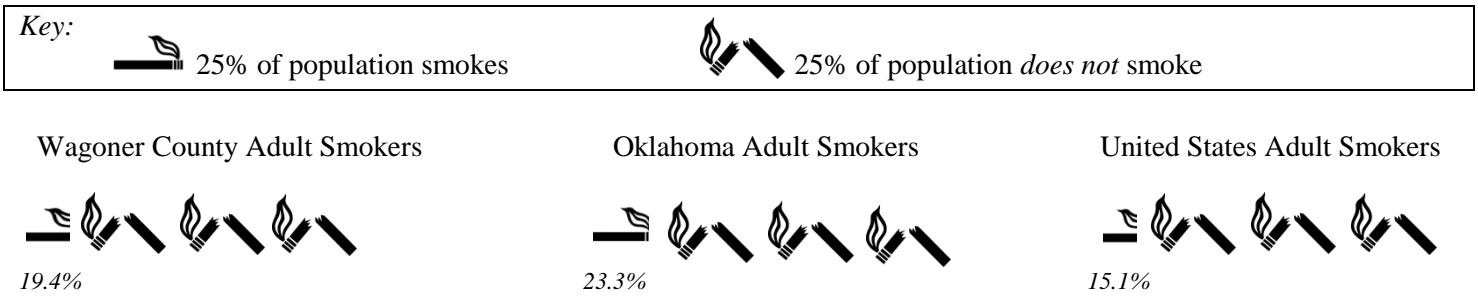 Key:
25% of population smokes 25% of population does not smoke
Wagoner County Adult Smokers Oklahoma Adult Smokers United States Adult Smokers
19.4% 23.3% 15.1%